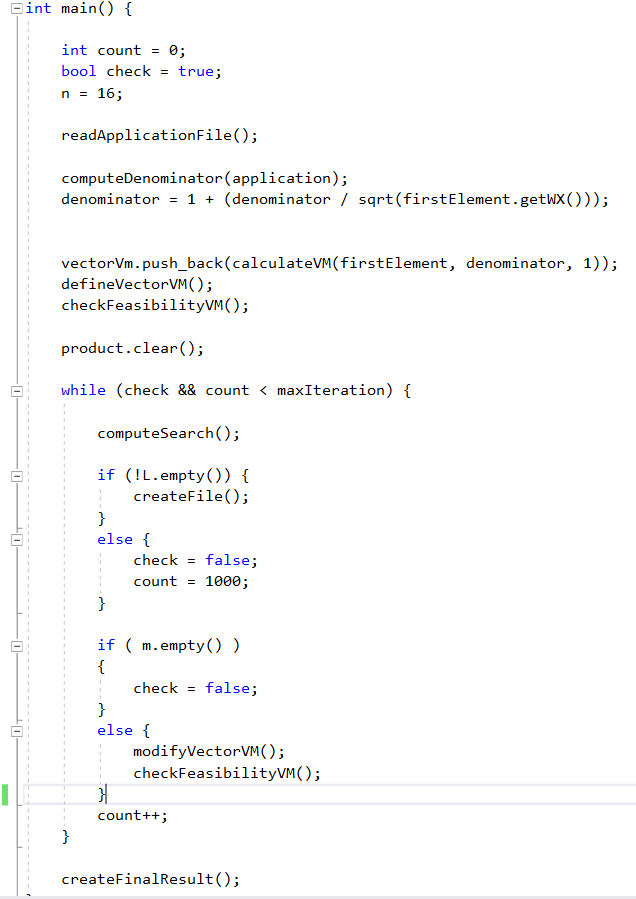 int main() {
int count = 0;
bool check = true;
n = 16;
readApplicationFile();
computeDenominator(application);
denominator = 1 + (denominator / sqrt(firstElement.getWX()));
vectorVm.push_back(calculateVM(firstElement, denominator, 1));
defineVectorVM();
checkFeasibilityVM();
product.clear();
while (check && count < maxIteration) {
computeSearch();
if (!L.empty()) {
createFile();
}
else {
check = false;
count = 1000;
}
if ( m.empty() )
{
check = false;
}
else {
modifyVectorVM();
checkFeasibilityVM();
}
count++;
}
createFinalResult();